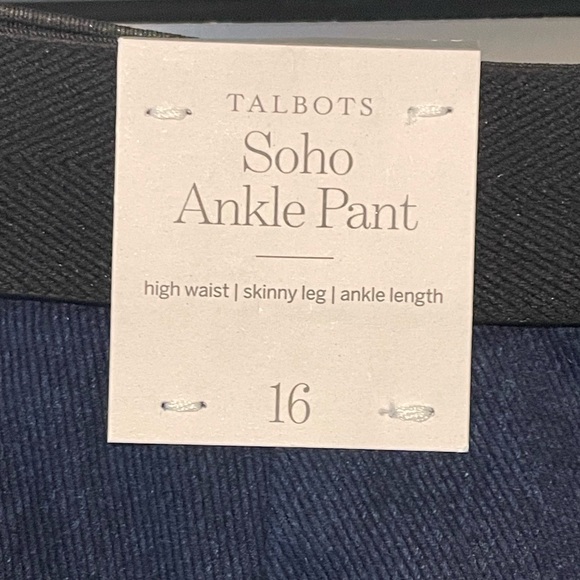 TALBOTS
Soho
Ankle Pant
high waist | skinny leg | ankle length
16